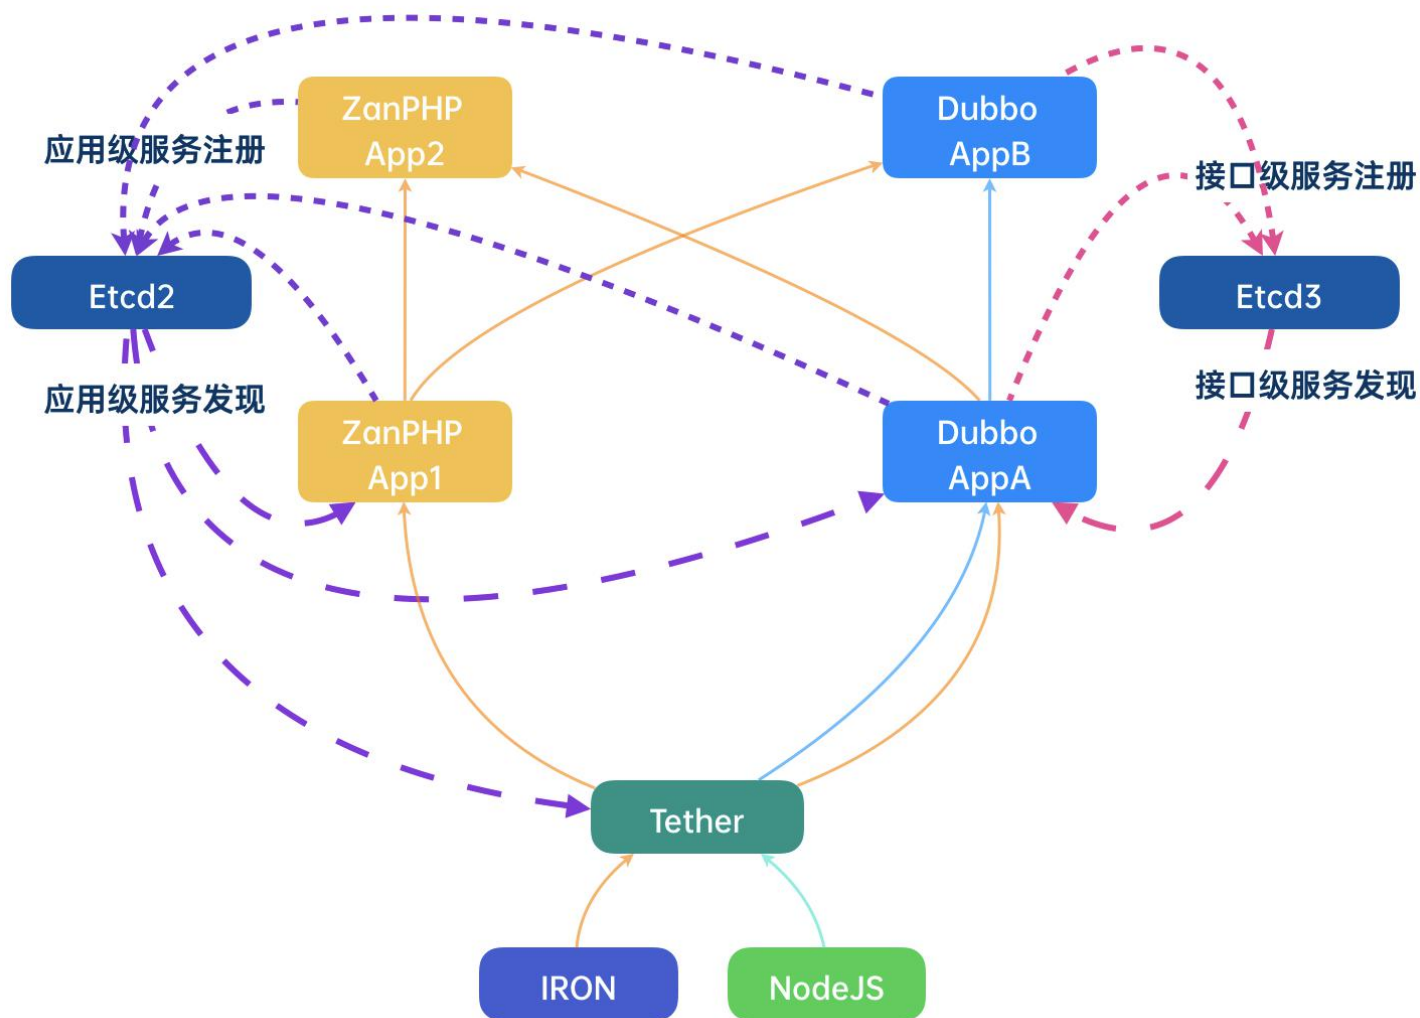 ZanPHP
App2
Dubbo
AppB
应用级服务注册
接口级服务注册
Etcd2
Etcd3
应用级服务发现
接口级服务发现
ZanPHP
App1
Dubbo
AppA
Tether
IRON
NodeJS